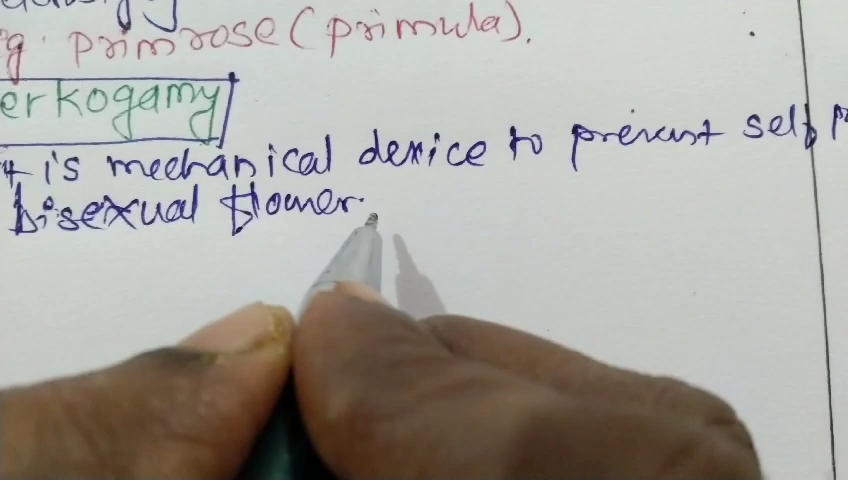 g. primrose (primula).
erkogamy
t is mechanical device to prevent self p
bisexual flower.